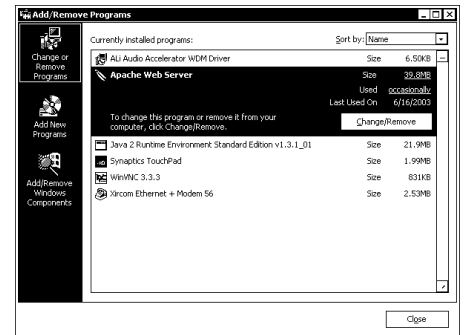 Add/Remove Programs
Change or
Remove
Programs
Add New
Programs
Add/Remove
Windows
Components
Currently installed programs:
Sort by: Name
ALi Audio Accelerator WDM Driver Size 6.50KB
Apache Web Server Size 39.8MB
Used occasionally
Last Used On 6/16/2003
To change this program or remove it from your
computer, click Change/Remove.
Change/Remove
Java 2 Runtime Environment Standard Edition v1.3.1_01 Size 21.9MB
Synaptics TouchPad Size 1.99MB
WinVNC 3.3.3 Size 831KB
Xircom Ethernet + Modem 56 Size 2.53MB
Close